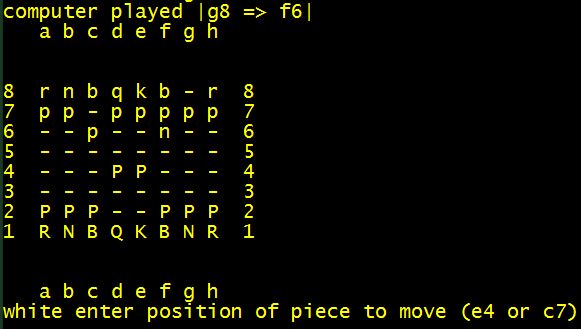 computer played |g8 => f6|
a b c d e f g h
8 r n b q k b - r 8
7 p p - p p p p p 7
6 - - p - - n - - 6
5 - - - - - - - - 5
4 - - - P P - - - 4
3 - - - - - - - - 3
2 P P P - - P P P 2
1 R N B Q K B N R 1
a b c d e f g h
white enter position of piece to move (e4 or c7)